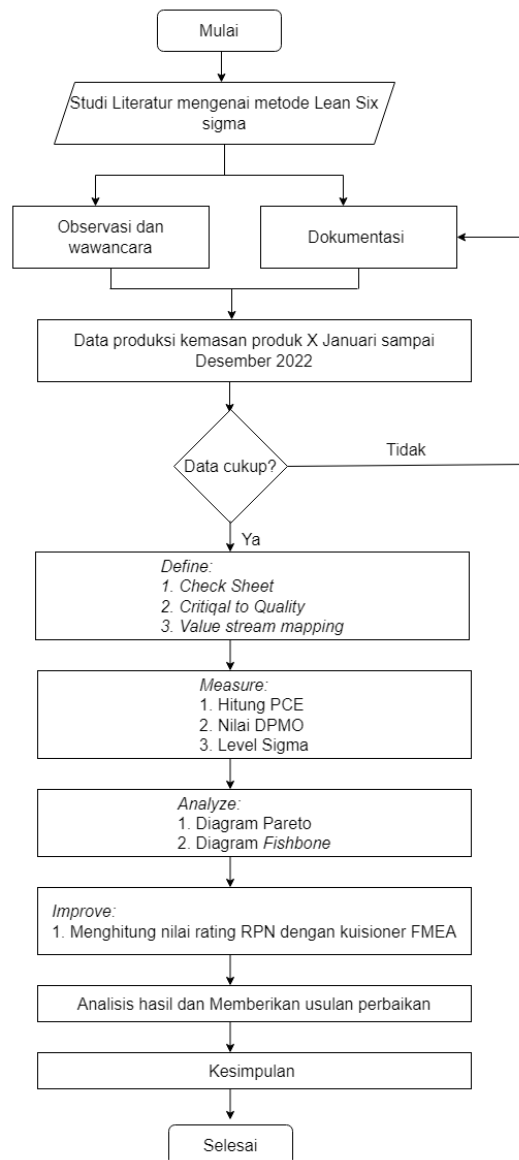 Mulai
Studi Literatur mengenai metode Lean Six
sigma
Observasi dan
wawancara
Dokumentasi
Data produksi kemasan produk X Januari sampai
Desember 2022
Data cukup?
Tidak
Ya
Define:
1. Check Sheet
2. Critiqal to Quality
3. Value stream mapping
Measure:
1. Hitung PCE
2. Nilai DPMO
3. Level Sigma
Analyze:
1. Diagram Pareto
2. Diagram Fishbone
Improve:
1. Menghitung nilai rating RPN dengan kuisioner FMEA
Analisis hasil dan Memberikan usulan perbaikan
Kesimpulan
Selesai